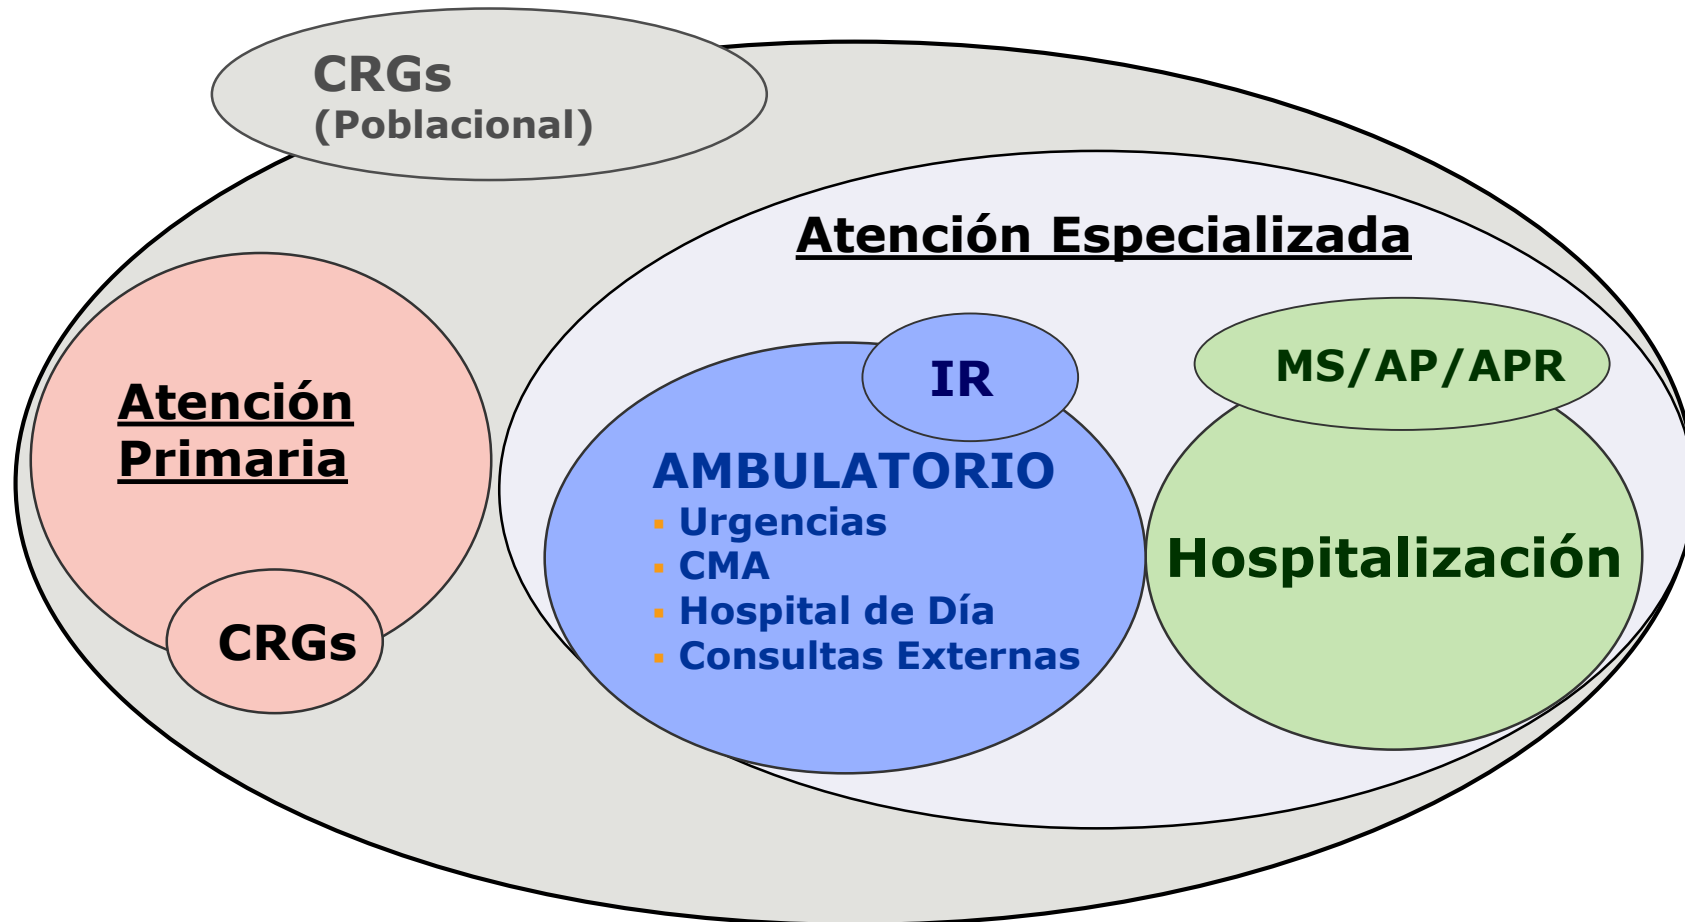 CRGs
(Poblacional)
Atención Especializada
Atención
Primaria
CRGs
IR
AMBULATORIO
▪ Urgencias
▪ CMA
▪ Hospital de Día
▪ Consultas Externas
MS/AP/APR
Hospitalización